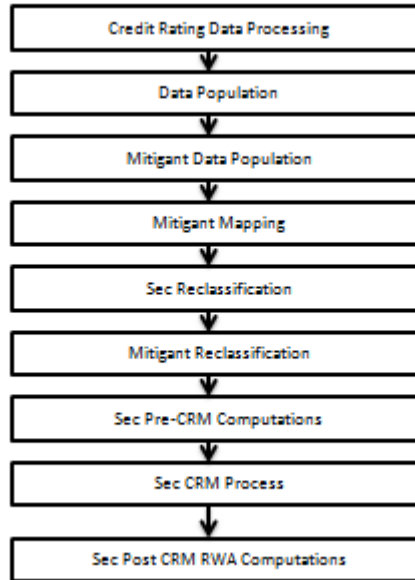 Credit Rating Data Processing
Data Population
Mitigant Data Population
Mitigant Mapping
Sec Reclassification
Mitigant Reclassification
Sec Pre-CRM Computations
Sec CRM Process
Sec Post CRM RWA Computations